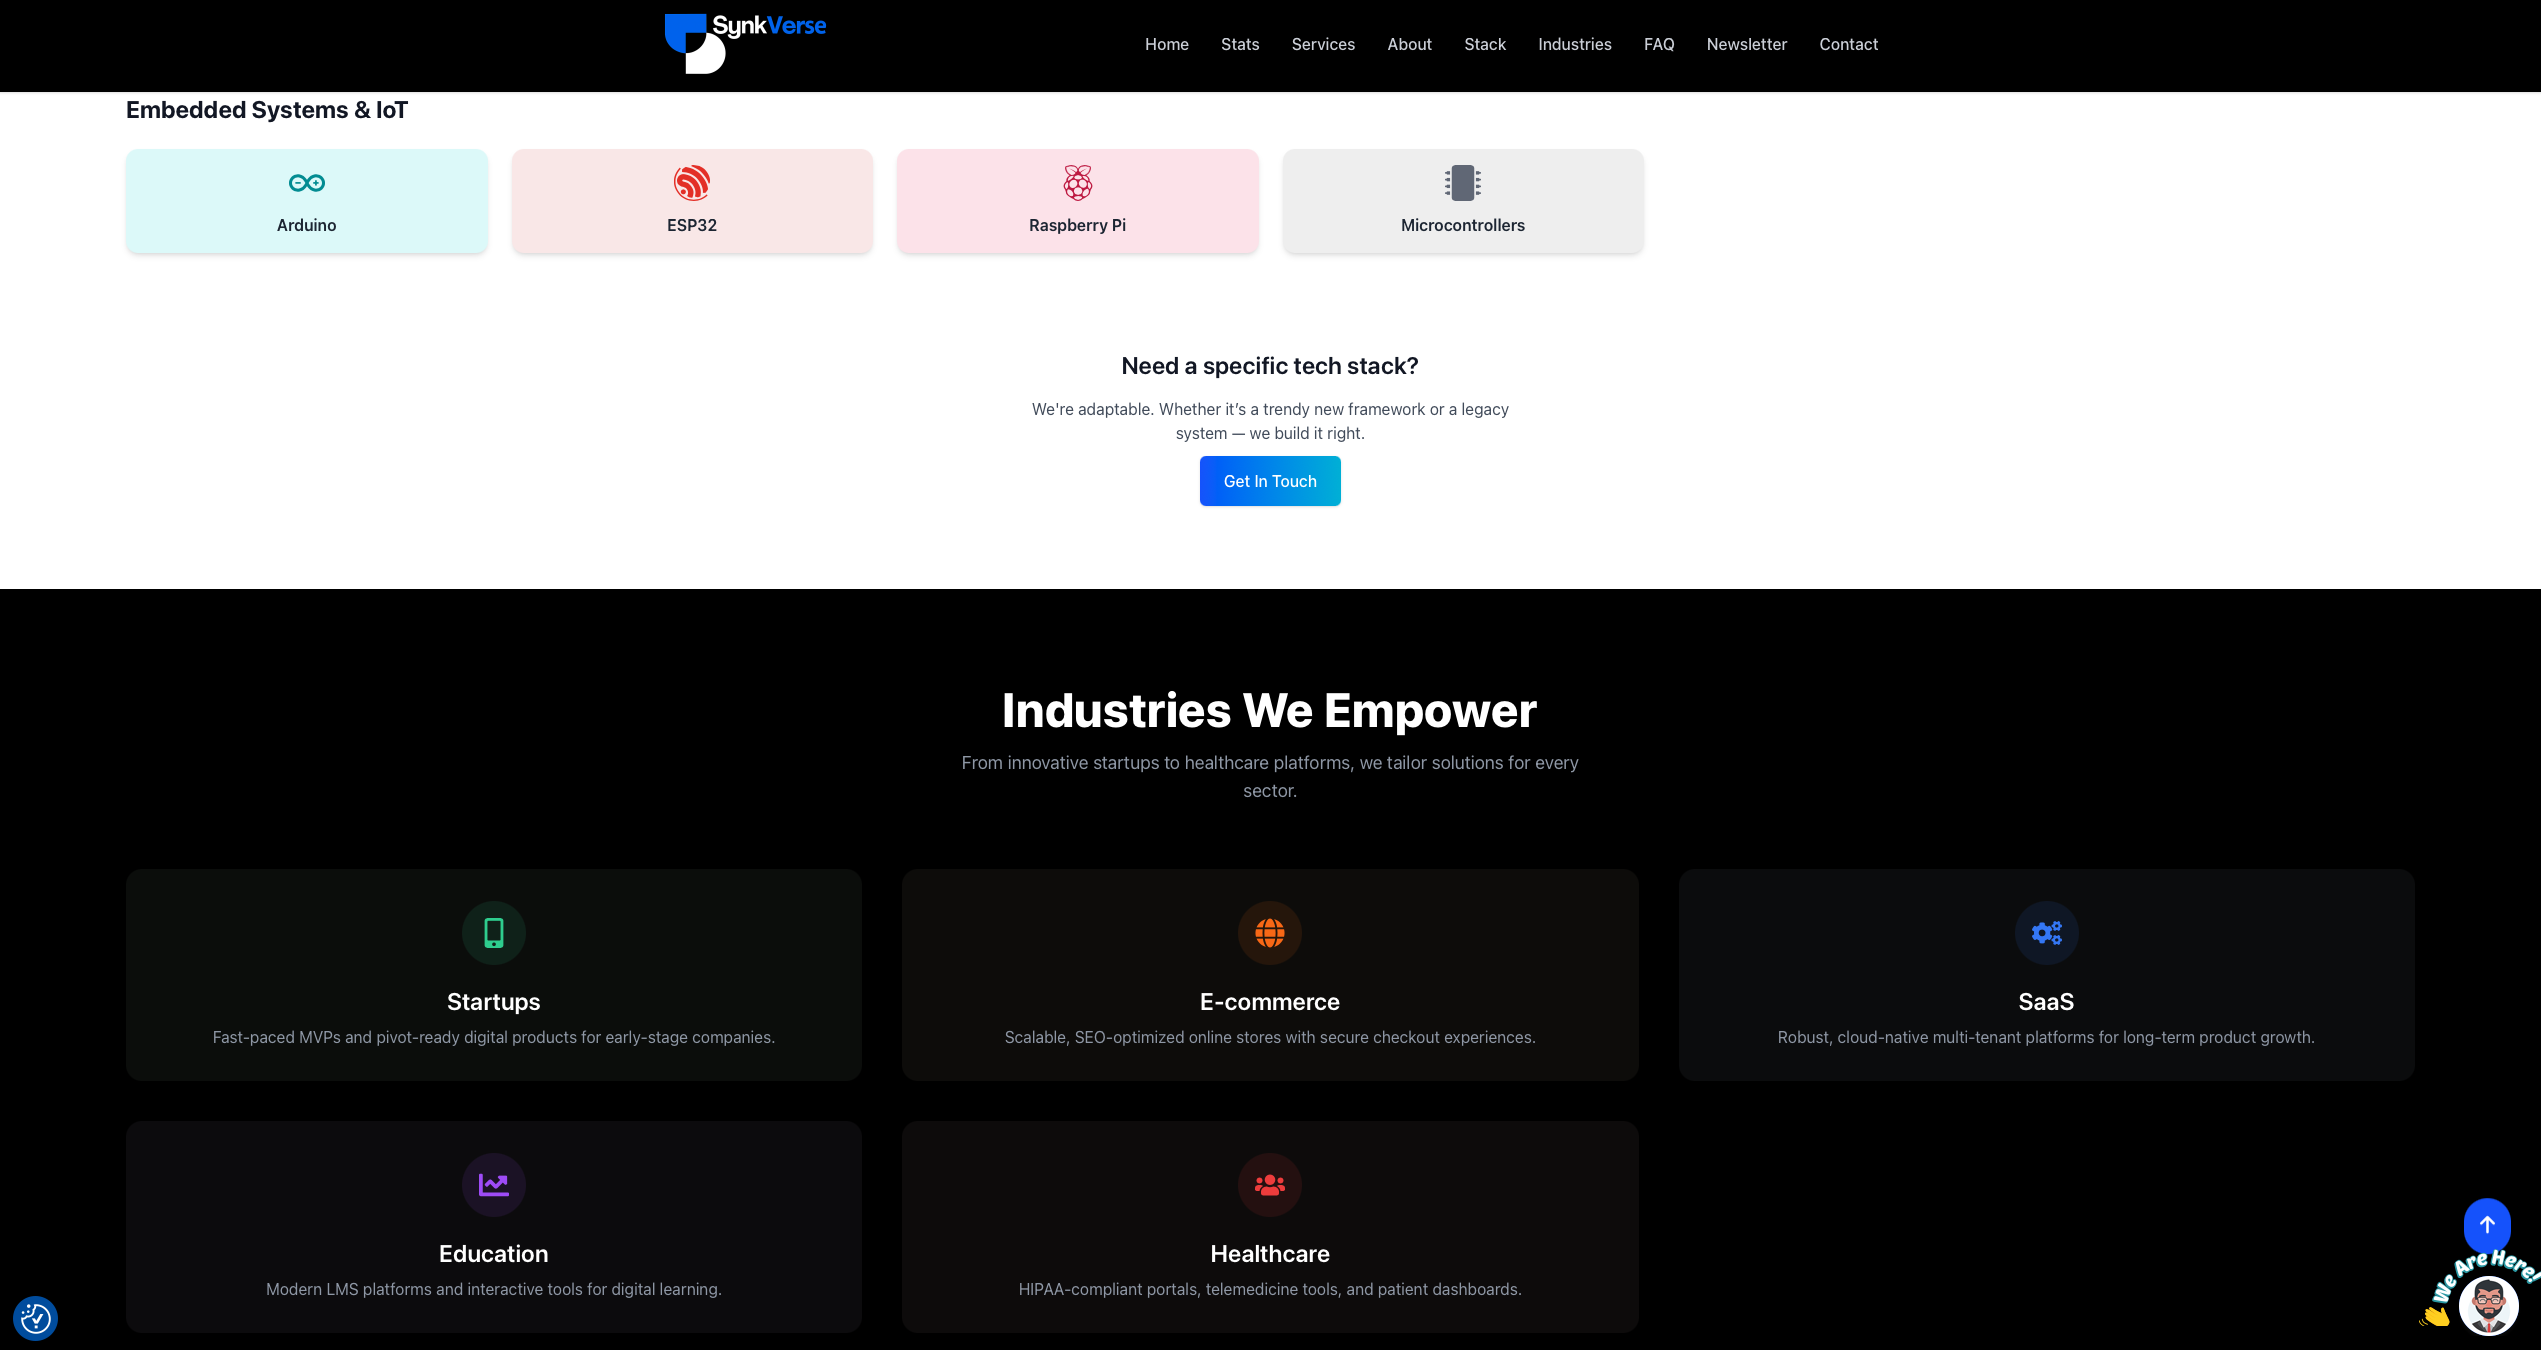 SynkVerse
Home Stats Services About Stack Industries FAQ Newsletter Contact
Embedded Systems & IoT
Arduino
ESP32
Raspberry Pi
Microcontrollers
Need a specific tech stack?
We're adaptable. Whether it’s a trendy new framework or a legacy
system — we build it right.
Get In Touch
Industries We Empower
From innovative startups to healthcare platforms, we tailor solutions for every
sector.
Startups
Fast-paced MVPs and pivot-ready digital products for early-stage companies.
E-commerce
Scalable, SEO-optimized online stores with secure checkout experiences.
SaaS
Robust, cloud-native multi-tenant platforms for long-term product growth.
Education
Modern LMS platforms and interactive tools for digital learning.
Healthcare
HIPAA-compliant portals, telemedicine tools, and patient dashboards.
We Are Here!